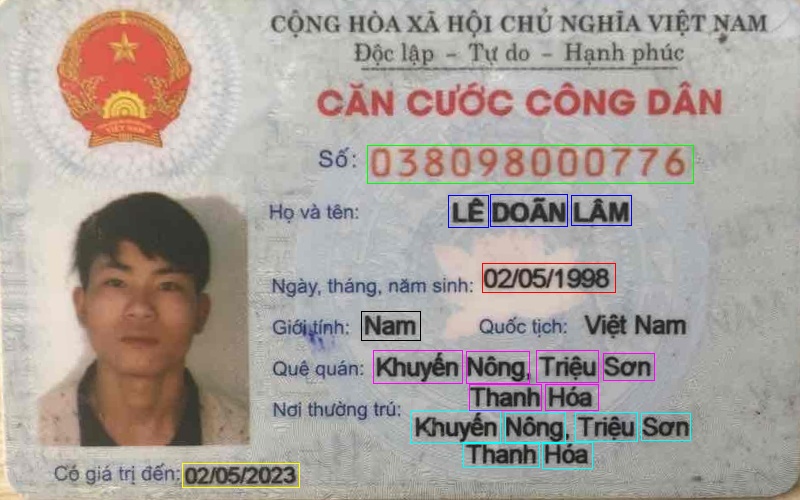 CỘNG HÒA XÃ HỘI CHỦ NGHĨA VIỆT NAM
Độc lập - Tự do - Hạnh phúc
CĂN CƯỚC CÔNG DÂN
Số: 038098000776
Họ và tên: LÊ DOÃN LÂM
Ngày, tháng, năm sinh: 02/05/1998
Giới tính: Nam Quốc tịch: Việt Nam
Quê quán: Khuyến Nông, Triệu Sơn
Thanh Hóa
Nơi thường trú: Khuyến Nông, Triệu Sơn
Thanh Hóa
Có giá trị đến: 02/05/2023
VIỆT NAM